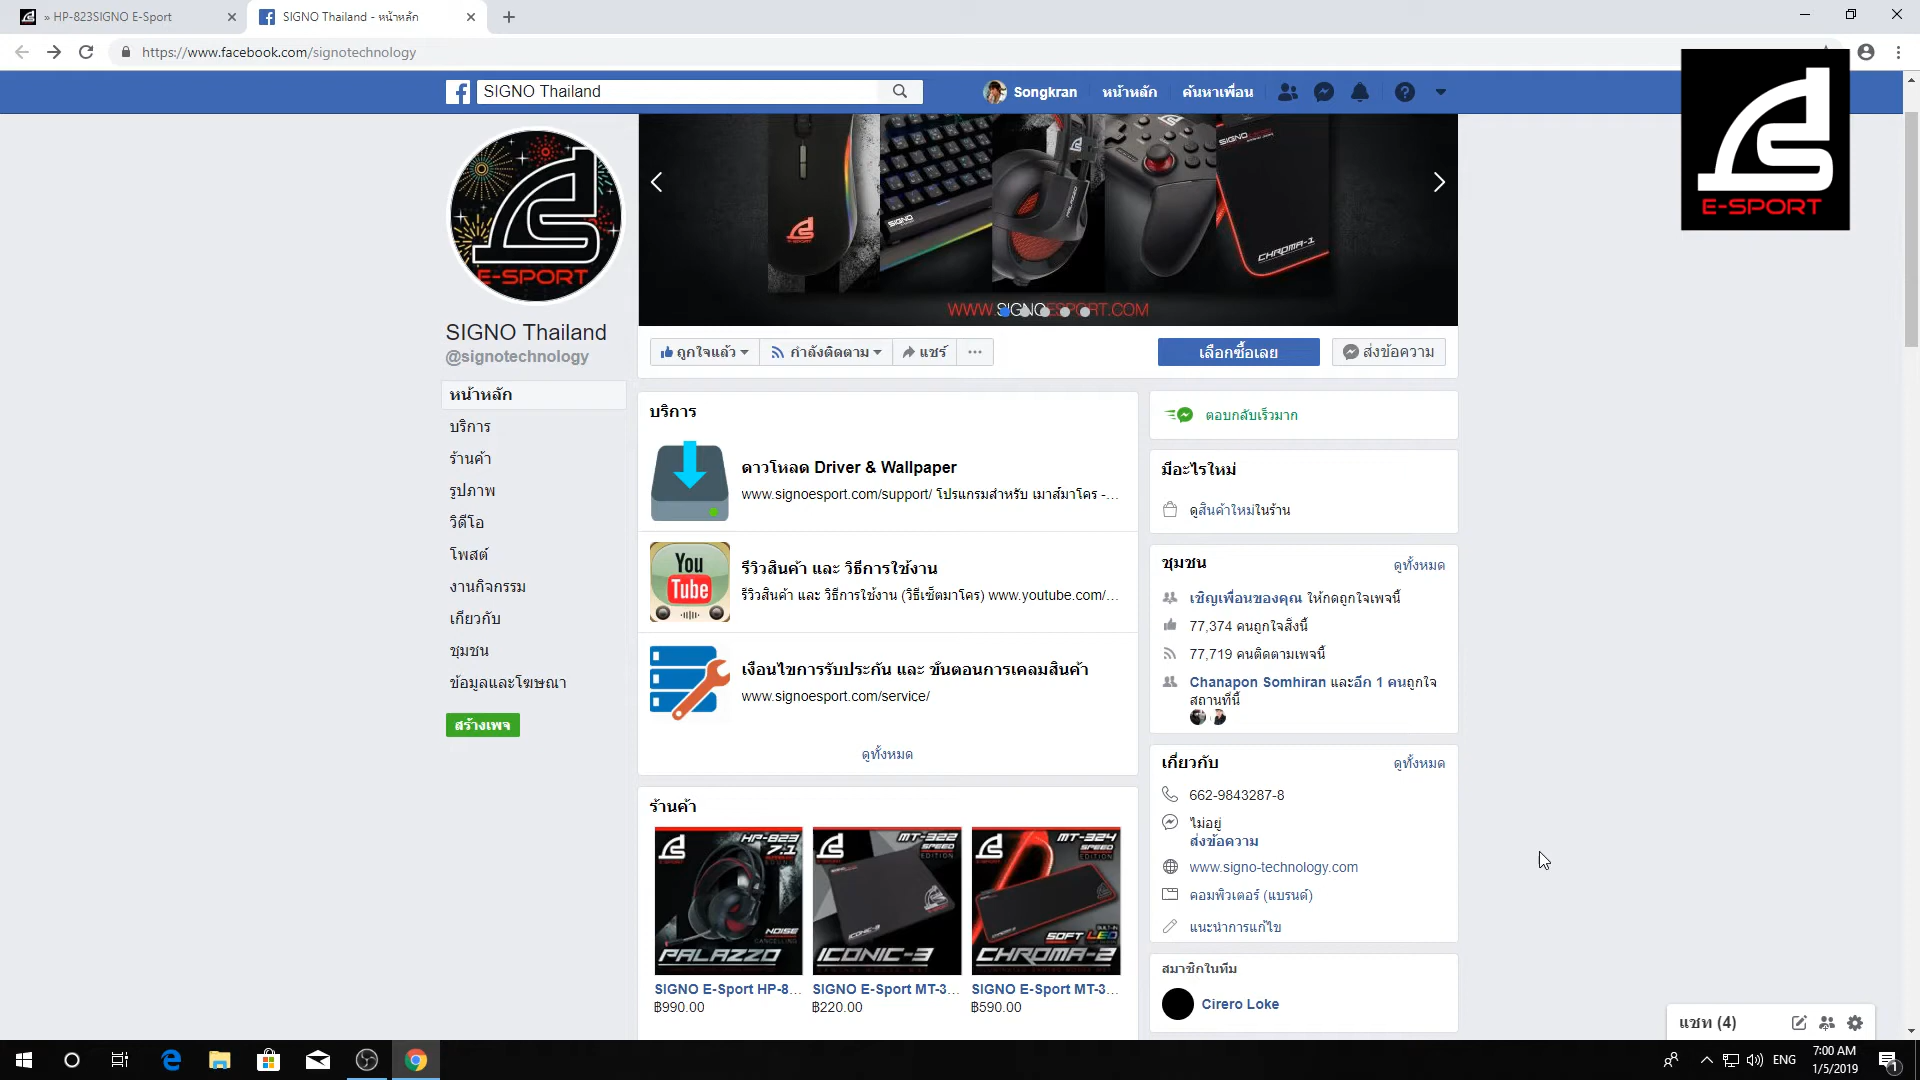 » HP-823SIGNO E-Sport
SIGNO Thailand - หน้าหลัก
https://www.facebook.com/signotechnology
SIGNO Thailand
Songkran
หน้าหลัก
ค้นหาเพื่อน
E-SPORT
E-SPORT
SIGNO
CHROMA-1
WWW.SIGNOESPORT.COM
SIGNO Thailand
@signotechnology
ถูกใจแล้ว
กำลังติดตาม
แชร์
เลือกซื้อเลย
ส่งข้อความ
หน้าหลัก
บริการ
ร้านค้า
รูปภาพ
วิดีโอ
โพสต์
งานกิจกรรม
เกี่ยวกับ
ชุมชน
ข้อมูลและโฆษณา
สร้างเพจ
บริการ
ดาวโหลด Driver & Wallpaper
www.signoesport.com/support/ โปรแกรมสำหรับ เมาส์มาโคร -...
You
Tube
รีวิวสินค้า และ วิธีการใช้งาน
รีวิวสินค้า และ วิธีการใช้งาน (วิธีเซ็ตมาโคร) www.youtube.com/...
เงื่อนไขการรับประกัน และ ขั้นตอนการเคลมสินค้า
www.signoesport.com/service/
ดูทั้งหมด
ร้านค้า
HP-823
7.1
NOISE
CANCELLING
PALAZZO
SIGNO E-Sport HP-8...
฿990.00
MT-322
SPEED
EDITION
ICONIC-3
SIGNO E-Sport MT-3...
฿220.00
MT-324
SPEED
EDITION
SOFT
BUILT-IN
LED
CHROMA-2
SIGNO E-Sport MT-3...
฿590.00
ตอบกลับเร็วมาก
มีอะไรใหม่
ดูสินค้าใหม่ในร้าน
ชุมชน
ดูทั้งหมด
เชิญเพื่อนของคุณ ให้กดถูกใจเพจนี้
77,374 คนถูกใจสิ่งนี้
77,719 คนติดตามเพจนี้
Chanapon Somhiran และอีก 1 คนถูกใจ
สถานที่นี้
เกี่ยวกับ
ดูทั้งหมด
662-9843287-8
ไม่อยู่
ส่งข้อความ
www.signo-technology.com
คอมพิวเตอร์ (แบรนด์)
แนะนำการแก้ไข
สมาชิกในทีม
Cirero Loke
แชท (4)
ENG
7:00 AM
1/5/2019
1